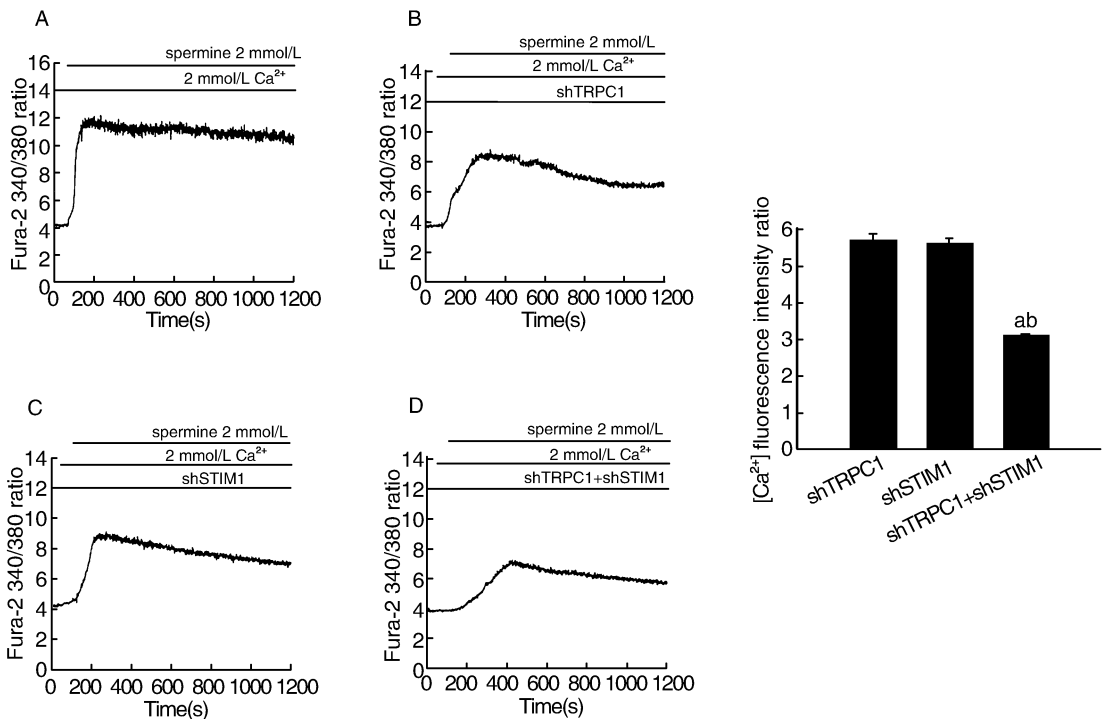 A
spermine 2 mmol/L
2 mmol/L Ca²⁺
Fura-2 340/380 ratio
16
14
12
10
8
6
4
2
0
0 200 400 600 800 1000 1200
Time(s)
B
spermine 2 mmol/L
2 mmol/L Ca²⁺
shTRPC1
Fura-2 340/380 ratio
14
12
10
8
6
4
2
0
0 200 400 600 800 1000 1200
Time(s)
C
spermine 2 mmol/L
2 mmol/L Ca²⁺
shSTIM1
Fura-2 340/380 ratio
14
12
10
8
6
4
2
0
0 200 400 600 800 1000 1200
Time(s)
D
spermine 2 mmol/L
2 mmol/L Ca²⁺
shTRPC1+shSTIM1
Fura-2 340/380 ratio
14
12
10
8
6
4
2
0
0 200 400 600 800 1000 1200
Time(s)
[Ca²⁺] fluorescence intensity ratio
6
5
4
3
2
1
0
ab
shTRPC1
shSTIM1
shTRPC1+shSTIM1